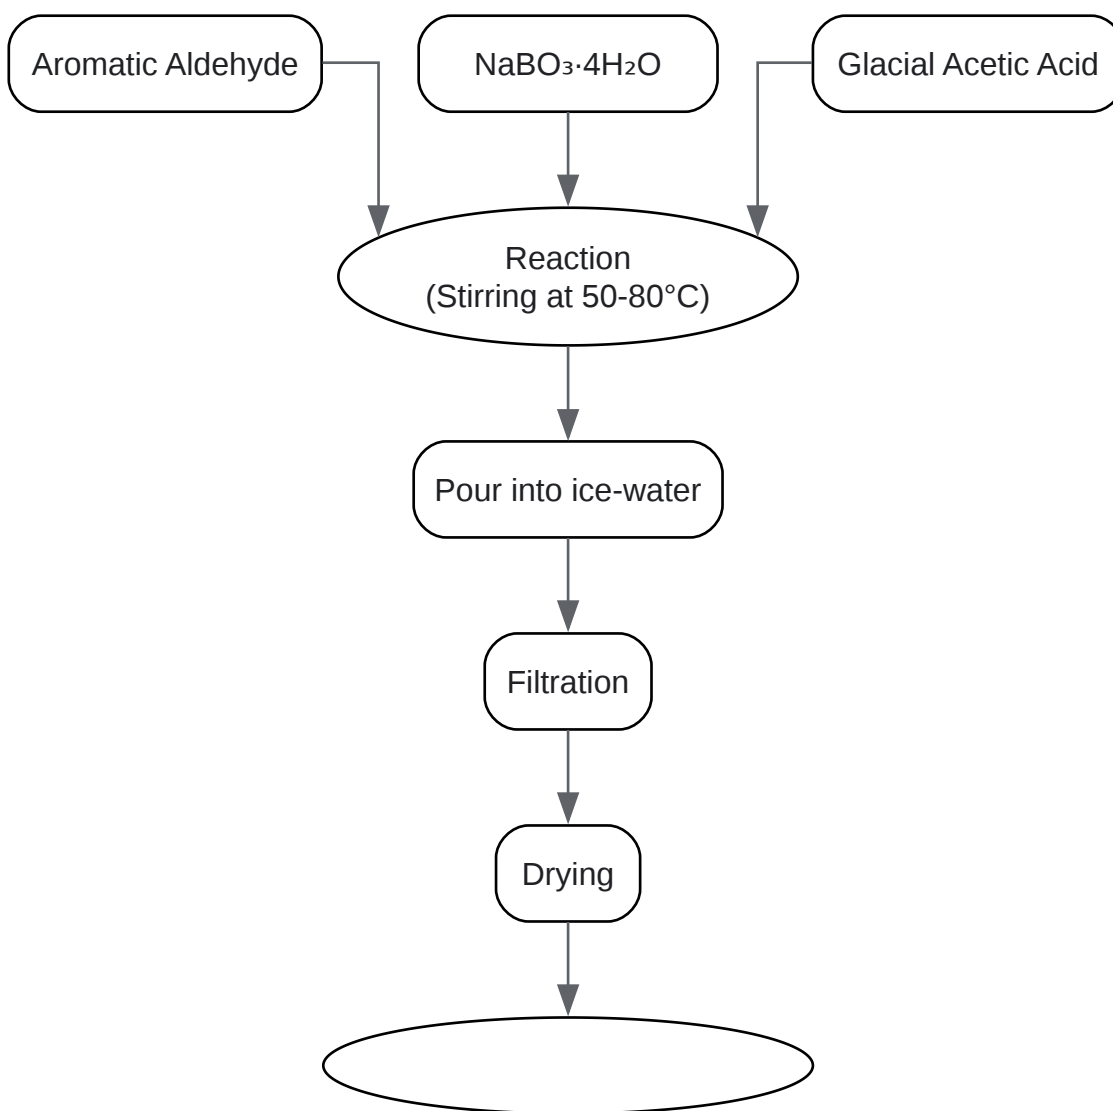 Aromatic Aldehyde
NaBO₃·4H₂O
Glacial Acetic Acid
Reaction
(Stirring at 50-80°C)
Pour into ice-water
Filtration
Drying